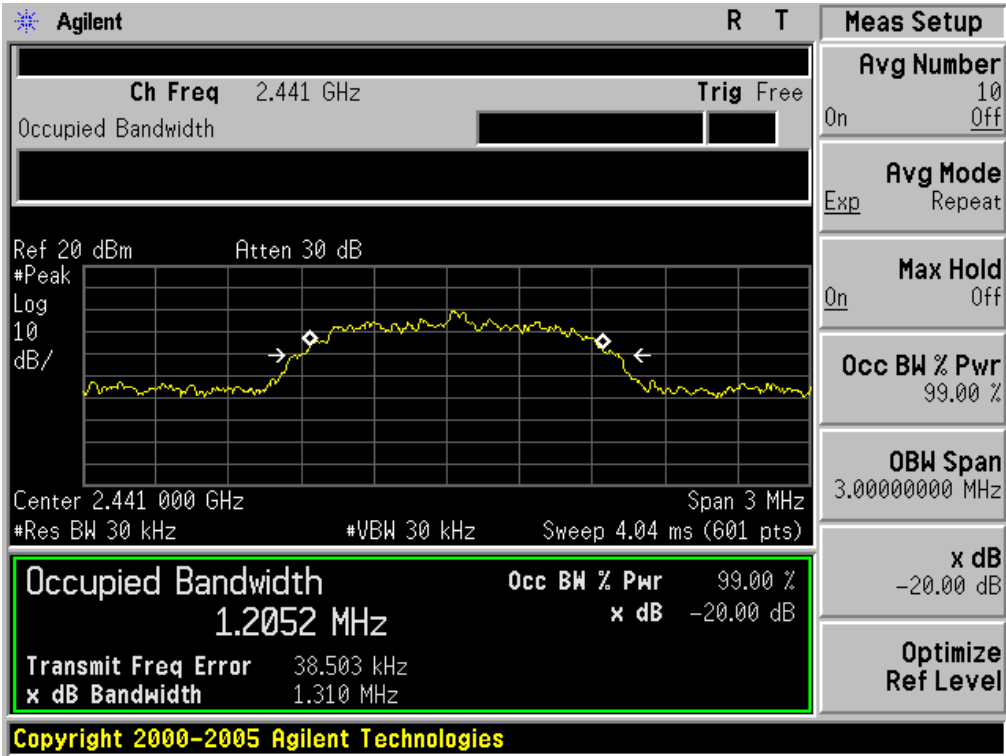 Agilent R T
Ch Freq 2.441 GHz Trig Free
Occupied Bandwidth
Ref 20 dBm Atten 30 dB
#Peak
Log
10
dB/
Center 2.441 000 GHz Span 3 MHz
#Res BW 30 kHz #VBW 30 kHz Sweep 4.04 ms (601 pts)
Occupied Bandwidth Occ BW % Pwr 99.00 %
1.2052 MHz x dB -20.00 dB
Transmit Freq Error 38.503 kHz
x dB Bandwidth 1.310 MHz
Copyright 2000-2005 Agilent Technologies
Meas Setup
Avg Number
10
On Off
Avg Mode
Exp Repeat
Max Hold
On Off
Occ BW % Pwr
99.00 %
OBW Span
3.00000000 MHz
x dB
-20.00 dB
Optimize
Ref Level